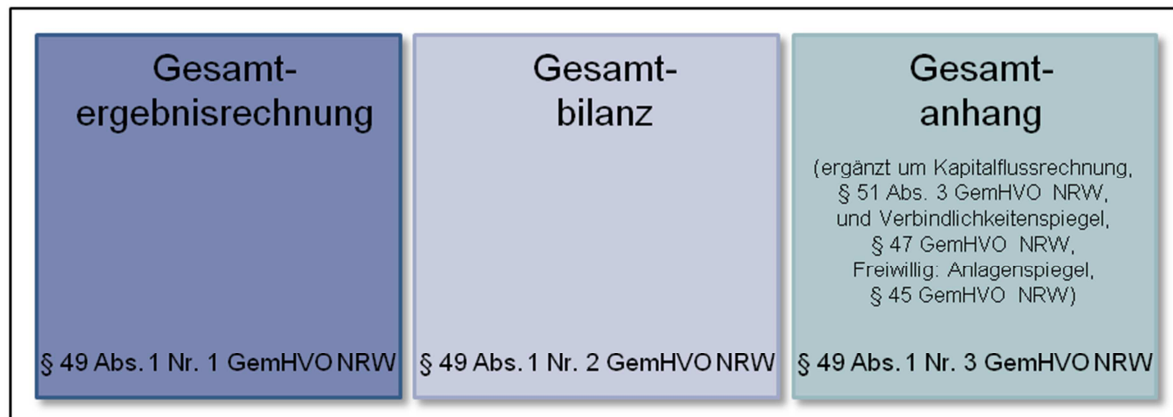 Gesamt-
ergebnisrechnung
§ 49 Abs. 1 Nr. 1 GemHVO NRW
Gesamt-
bilanz
§ 49 Abs. 1 Nr. 2 GemHVO NRW
Gesamt-
anhang
(ergänzt um Kapitalflussrechnung,
§ 51 Abs. 3 GemHVO NRW,
und Verbindlichkeitenspiegel,
§ 47 GemHVO NRW,
Freiwillig: Anlagenspiegel,
§ 45 GemHVO NRW)
§ 49 Abs. 1 Nr. 3 GemHVO NRW